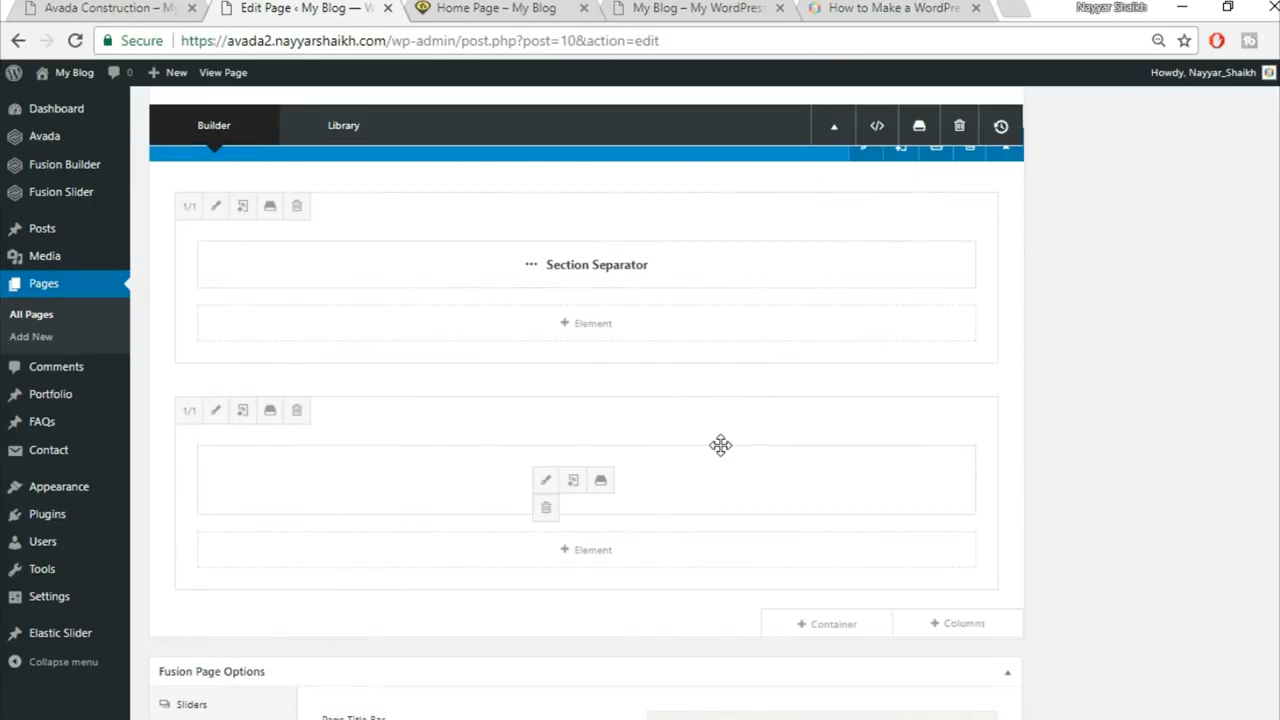 Avada Construction – My
Edit Page ‹ My Blog — W
Home Page – My Blog
My Blog – My WordPress
How to Make a WordPre
Nayyar Shaikh
Secure
https://avada2.nayyarshaikh.com/wp-admin/post.php?post=10&action=edit
My Blog
0
New
View Page
Howdy, Nayyar_Shaikh
Dashboard
Avada
Fusion Builder
Fusion Slider
Posts
Media
Pages
All Pages
Add New
Comments
Portfolio
FAQs
Contact
Appearance
Plugins
Users
Tools
Settings
Elastic Slider
Collapse menu
Builder
Library
1/1
Section Separator
+ Element
1/1
+ Element
+ Container
+ Columns
Fusion Page Options
Sliders
Page Title Bar